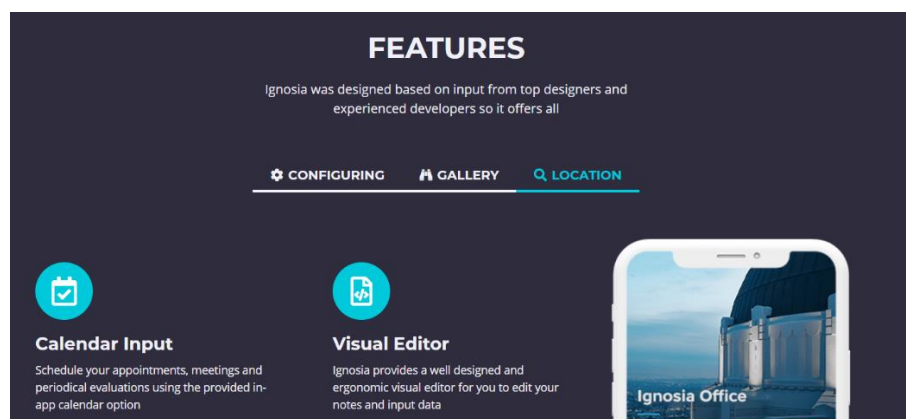 FEATURES
Ignosia was designed based on input from top designers and
experienced developers so it offers all
CONFIGURING
GALLERY
LOCATION
Calendar Input
Schedule your appointments, meetings and
periodical evaluations using the provided in-
app calendar option
Visual Editor
Ignosia provides a well designed and
ergonomic visual editor for you to edit your
notes and input data
Ignosia Office